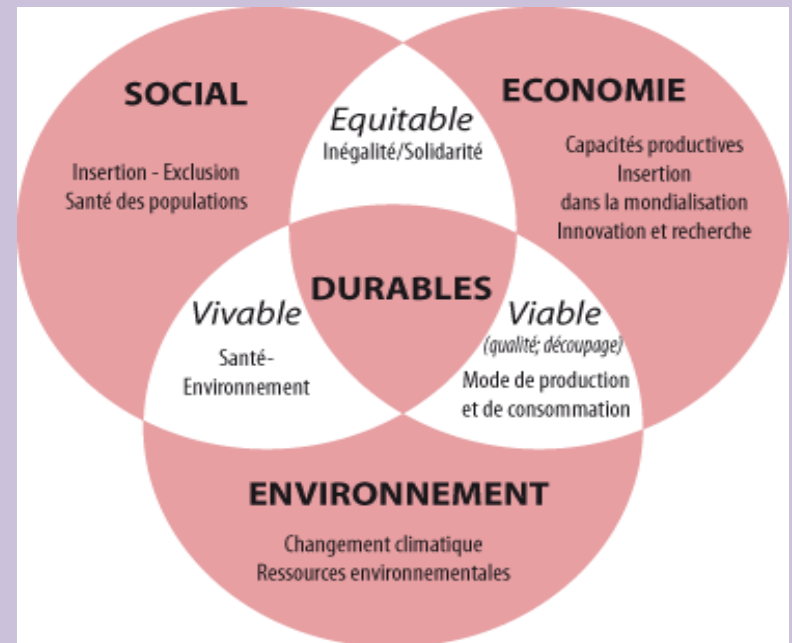 SOCIAL
Insertion - Exclusion
Santé des populations
Equitable
Inégalité/Solidarité
ECONOMIE
Capacités productives
Insertion
dans la mondialisation
Innovation et recherche
DURABLES
Vivable
Santé-
Environnement
Viable
(qualité; découpage)
Mode de production
et de consommation
ENVIRONNEMENT
Changement climatique
Ressources environnementales